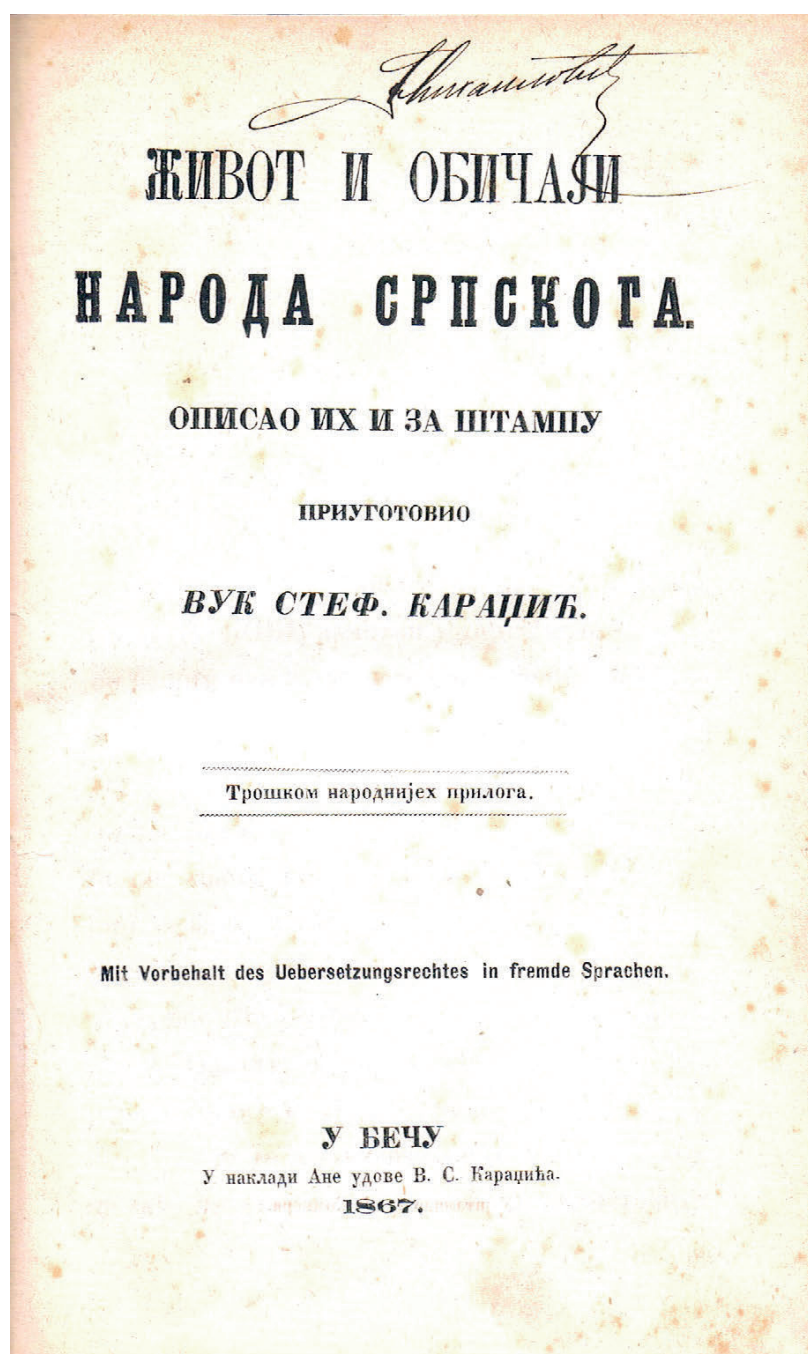 ЖИВОТ И ОБИЧАЈИ
НАРОДА СРПСКОГА.
ОПИСАО ИХ И ЗА ШТАМПУ
ПРИУГОТОВИО
ВУК СТЕФ. КАРАЏИЋ.
Трошком народнијех прилога.
Mit Vorbehalt des Uebersetzungsrechtes in fremde Sprachen.
У БЕЧУ
У наклади Ане удове В. С. Караџића.
1867.